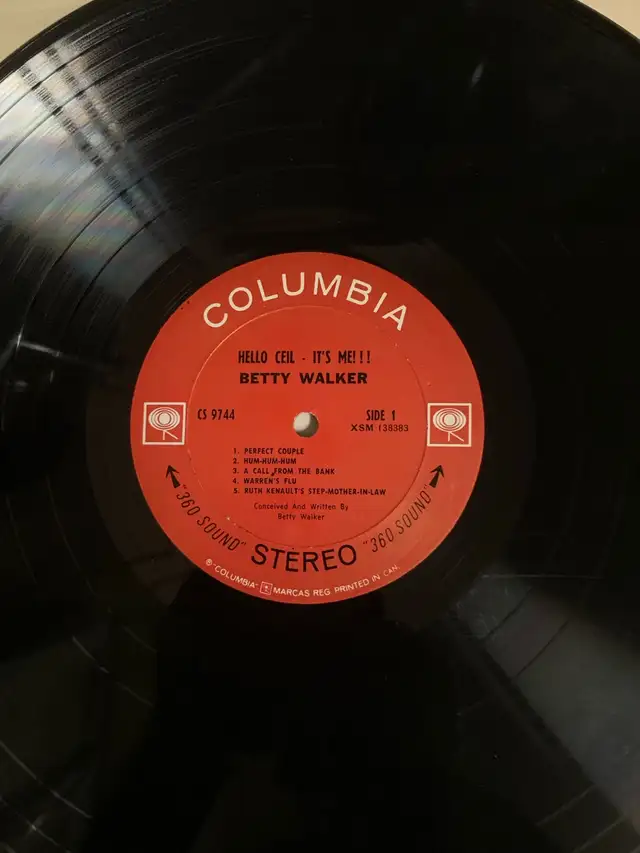 COLUMBIA
HELLO CEIL - IT'S ME!!!
BETTY WALKER
CS 9744
SIDE 1
XSM 138383
1. PERFECT COUPLE
2. HUM-HUM-HUM
3. A CALL FROM THE BANK
4. WARREN'S FLU
5. RUTH KENAULT'S STEP-MOTHER-IN-LAW
Conceived And Written By
Betty Walker
"360 SOUND" STEREO "360 SOUND"
®"COLUMBIA" MARCAS REG. PRINTED IN CAN.